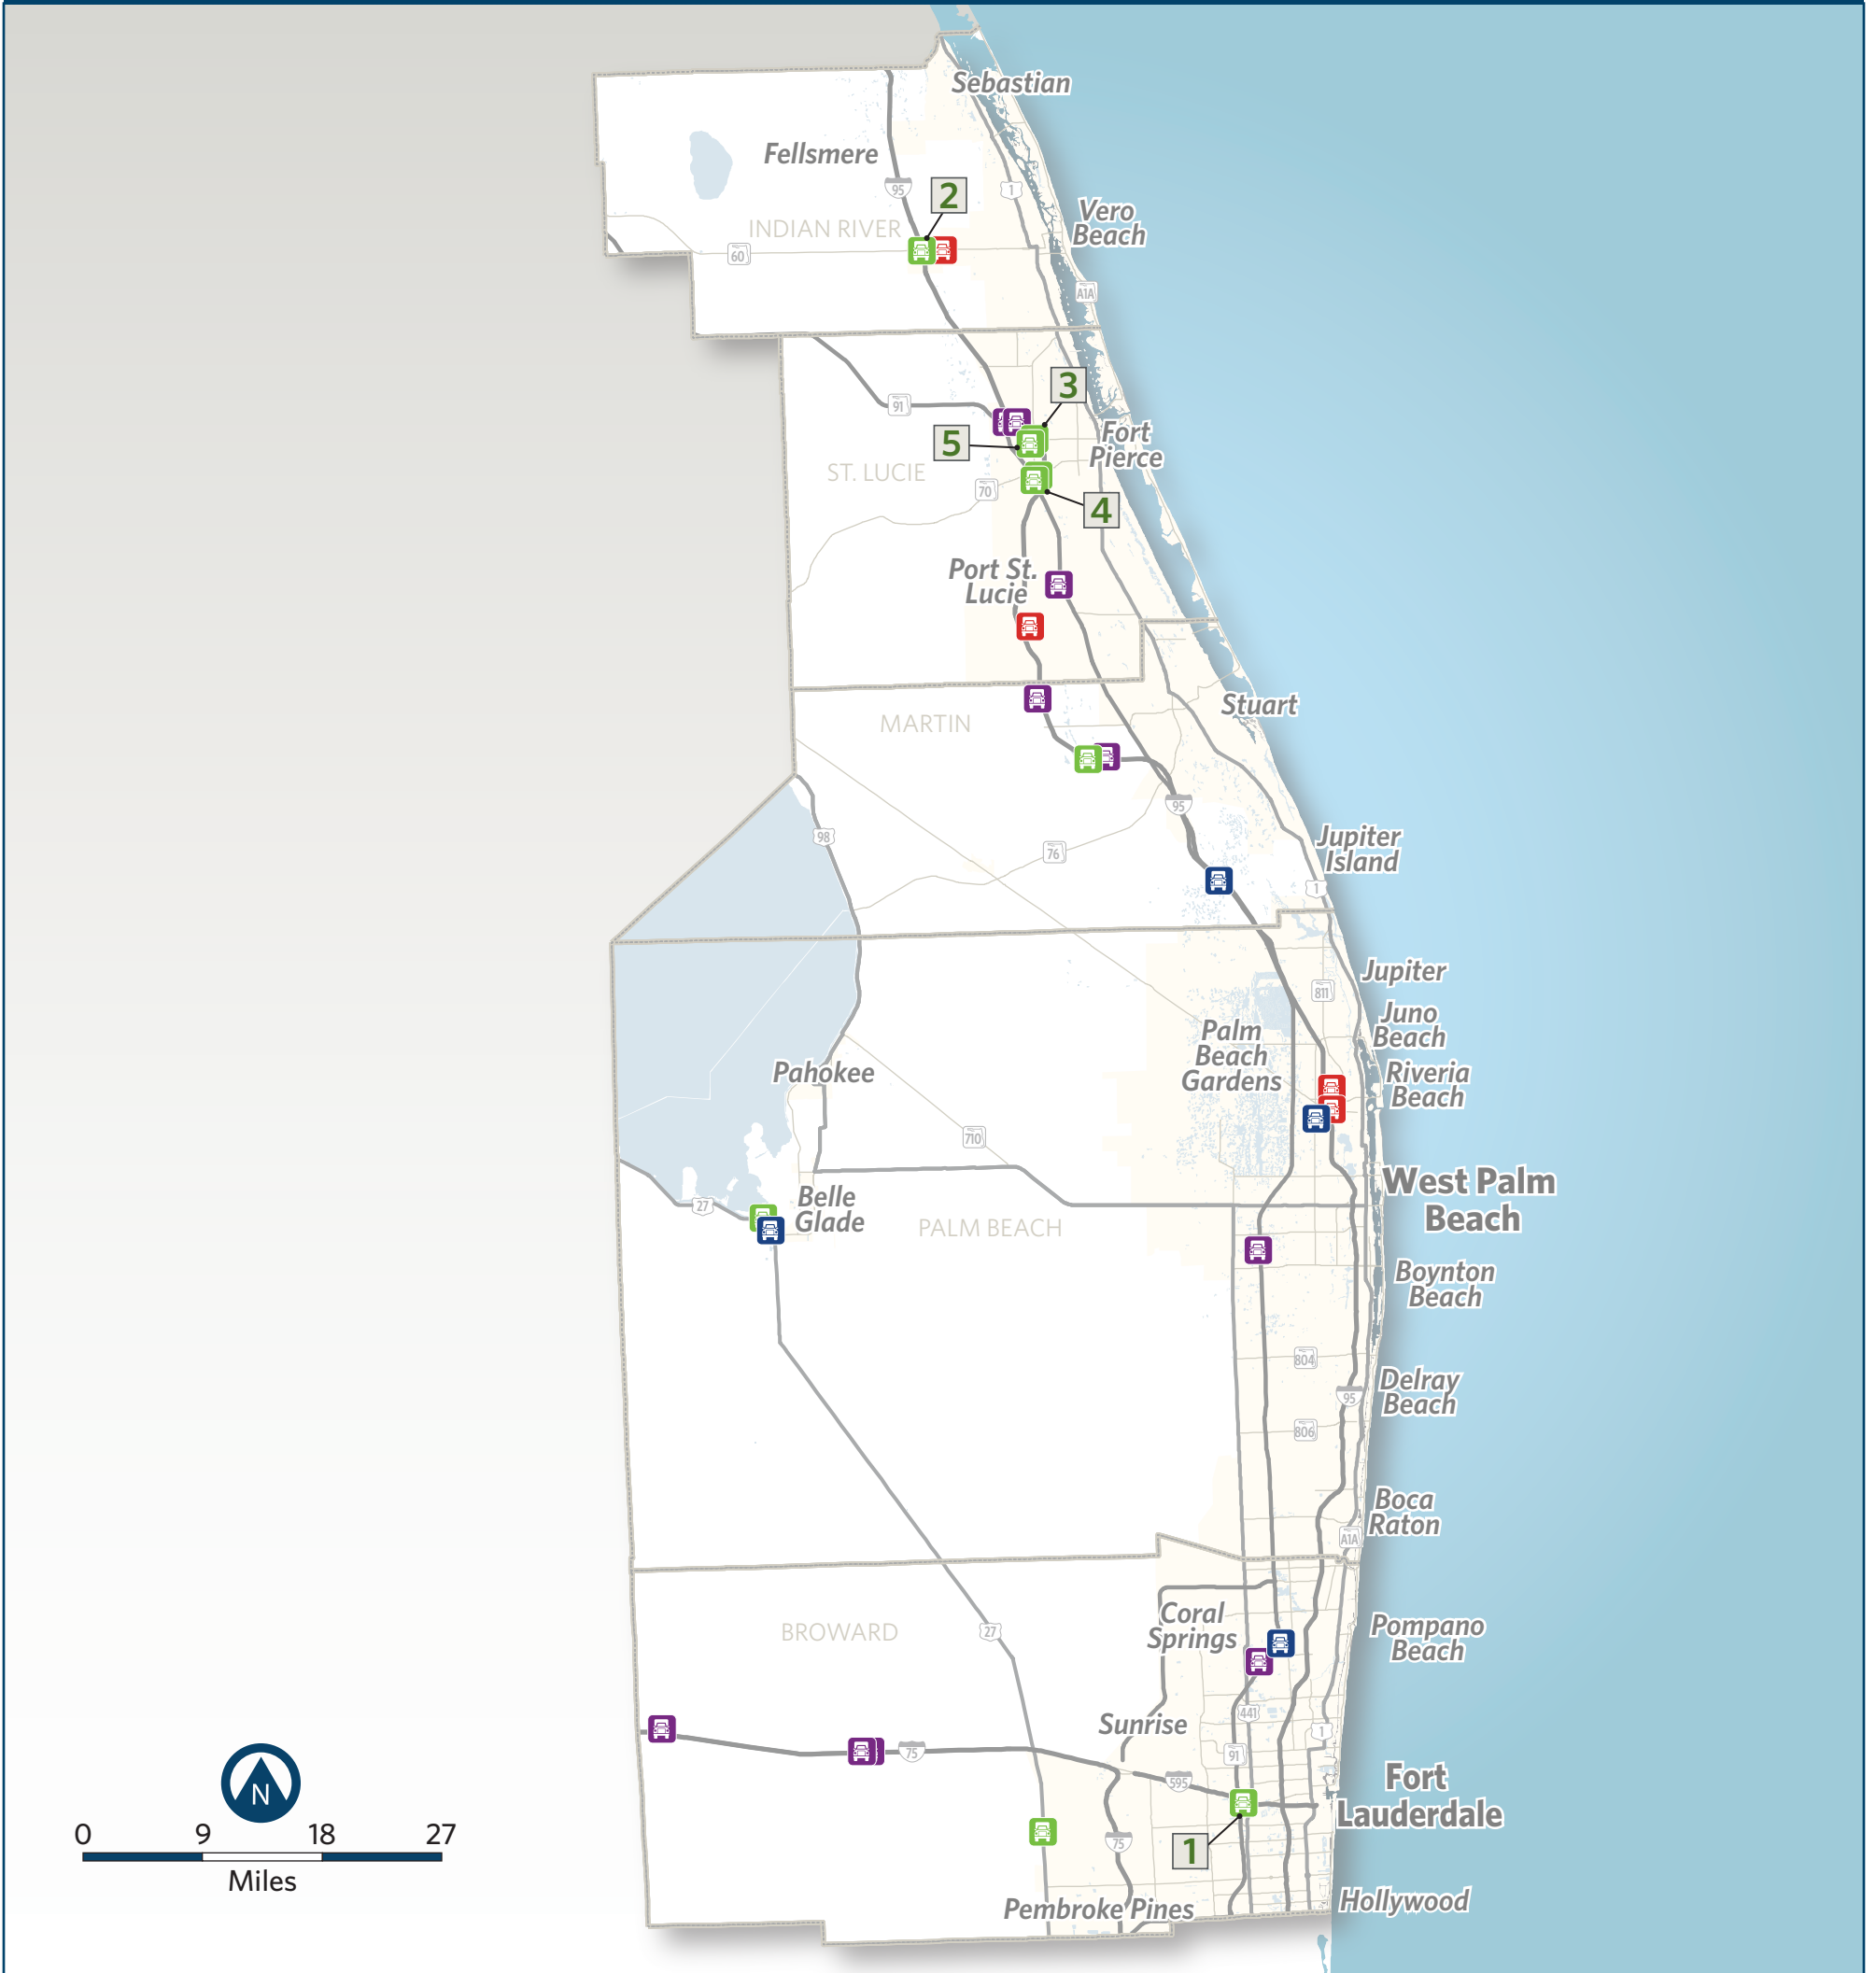 Sebastian
Fellsmere
95
2
1
Vero
Beach
INDIAN RIVER
60
A1A
3
91
5
Fort
Pierce
ST. LUCIE
70
4
Port St.
Lucie
Stuart
MARTIN
95
98
76
Jupiter
Island
1
Jupiter
811
Juno
Beach
Palm
Beach
Gardens
Pahokee
Riveria
Beach
710
West Palm
Beach
27
Belle
Glade
PALM BEACH
Boynton
Beach
804
Delray
Beach
95
806
Boca
Raton
A1A
Coral
Springs
Pompano
Beach
BROWARD
27
441
Sunrise
1
75
91
595
Fort
Lauderdale
N
0 9 18 27
Miles
75
1
Pembroke Pines
Hollywood